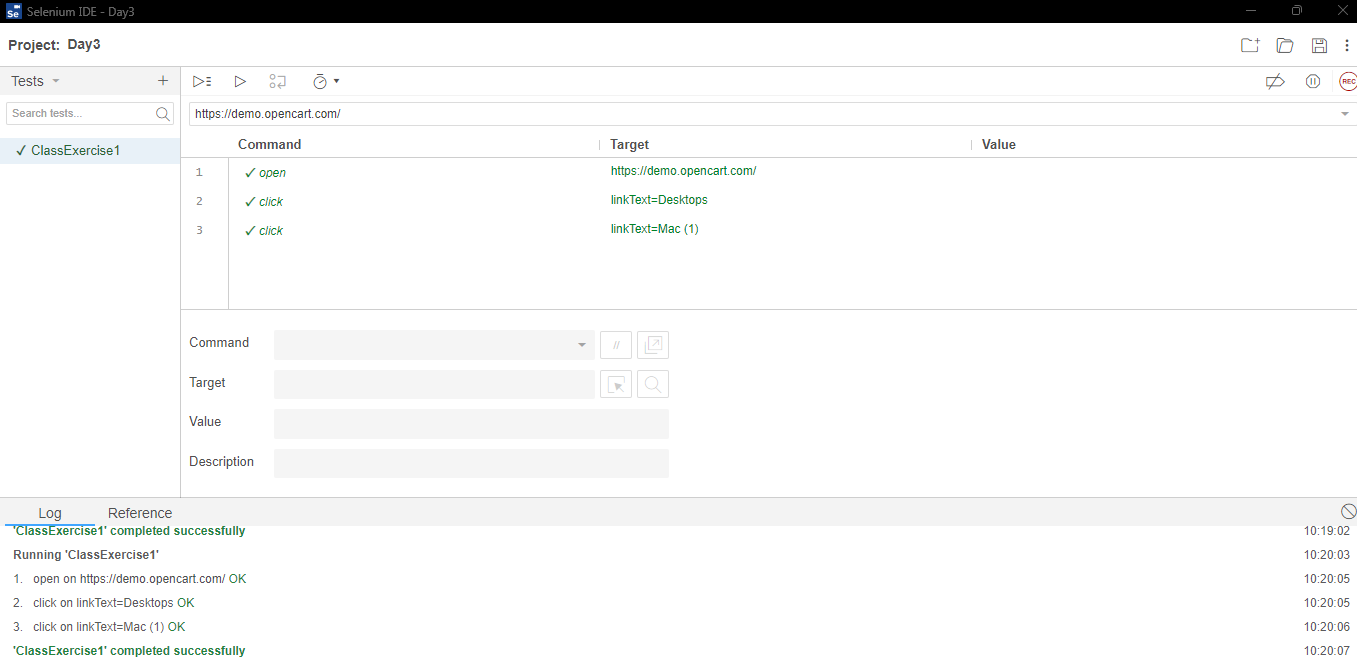 Se Selenium IDE - Day3
Project: Day3
Tests
Search tests...
ClassExercise1
REC
https://demo.opencart.com/
Command Target Value
1 ✓ open https://demo.opencart.com/
2 ✓ click linkText=Desktops
3 ✓ click linkText=Mac (1)
Command //
Target
Value
Description
Log Reference
'ClassExercise1' completed successfully 10:19:02
Running 'ClassExercise1' 10:20:03
1. open on https://demo.opencart.com/ OK 10:20:05
2. click on linkText=Desktops OK 10:20:05
3. click on linkText=Mac (1) OK 10:20:06
'ClassExercise1' completed successfully 10:20:07